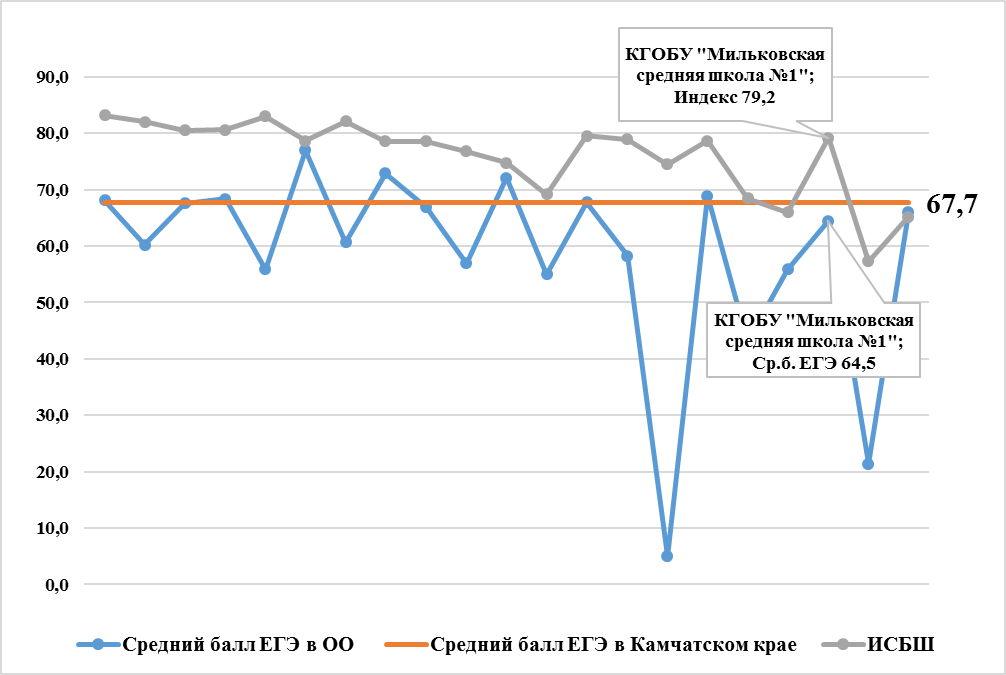 КГОБУ "Мильковская
средняя школа №1";
Индекс 79,2
90,0
80,0
70,0
67,7
60,0
50,0
КГОБУ "Мильковская
средняя школа №1";
Ср.б. ЕГЭ 64,5
40,0
30,0
20,0
10,0
0,0
Средний балл ЕГЭ в ОО
Средний балл ЕГЭ в Камчатском крае
ИСБШ